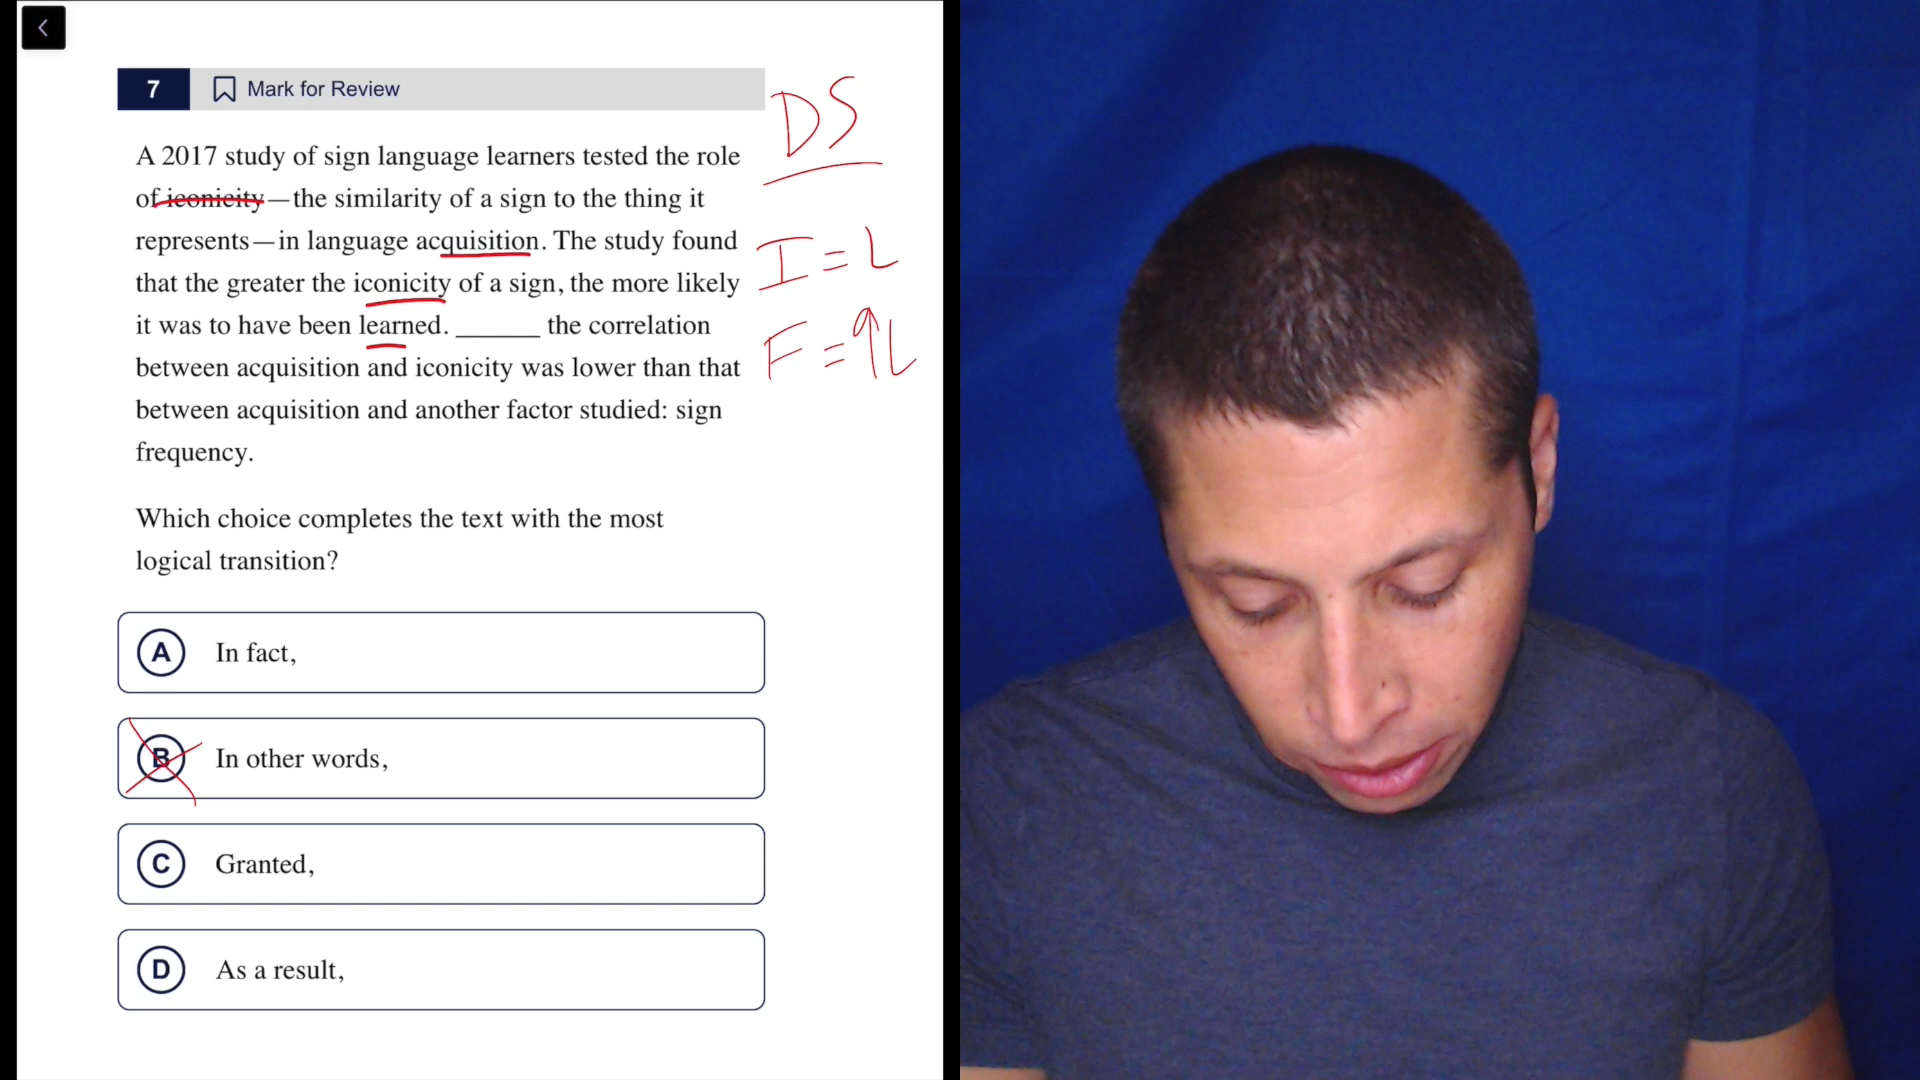 7 Mark for Review
A 2017 study of sign language learners tested the role
of iconicity—the similarity of a sign to the thing it
represents—in language acquisition. The study found
that the greater the iconicity of a sign, the more likely
it was to have been learned. ______ the correlation
between acquisition and iconicity was lower than that
between acquisition and another factor studied: sign
frequency.
Which choice completes the text with the most
logical transition?
A In fact,
B In other words,
C Granted,
D As a result,
DS
I = L
F = ↑L